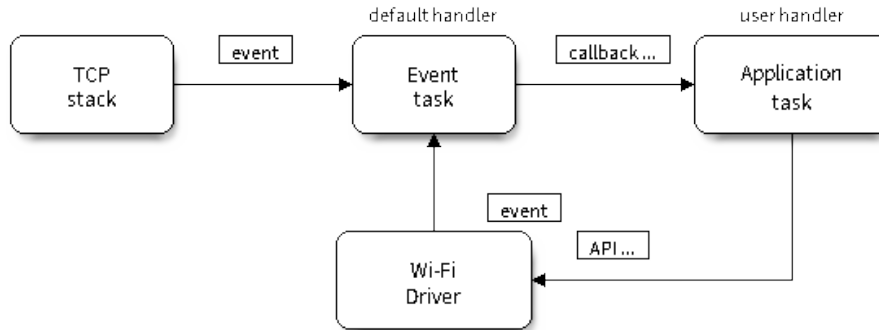 default handler
user handler
event
callback ...
TCP
stack
Event
task
Application
task
event
API ...
Wi-Fi
Driver